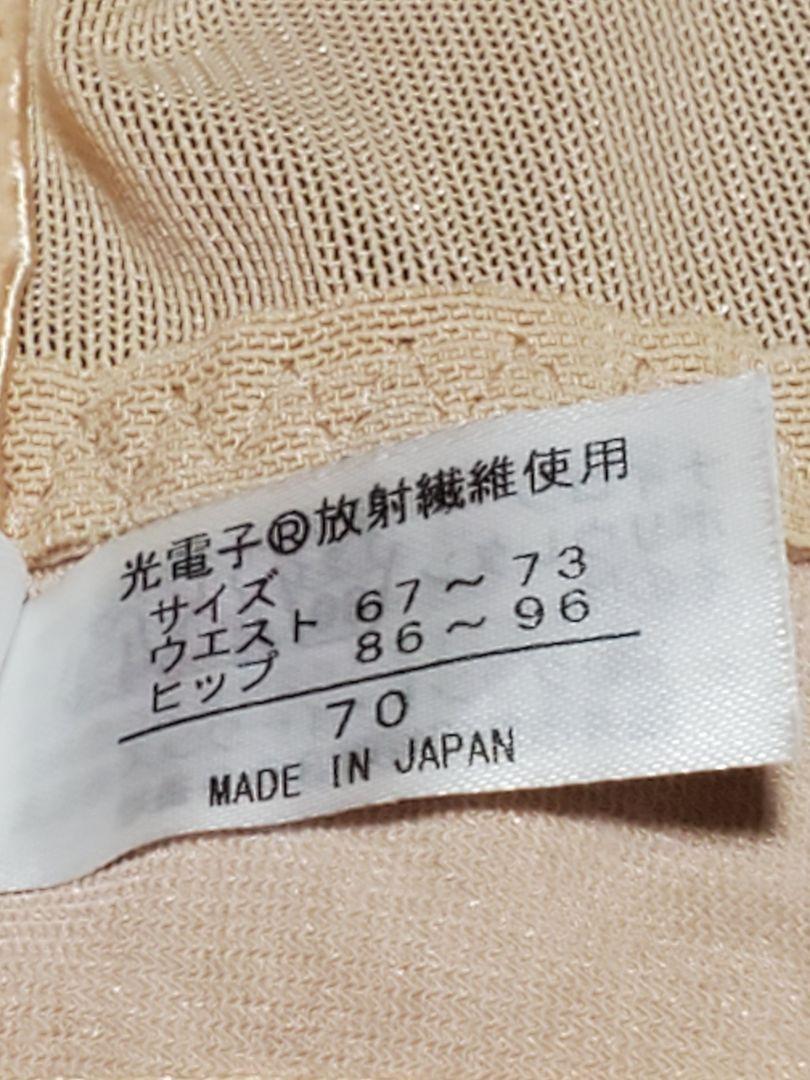 光電子®放射繊維使用
サイズ
ウエスト 67～73
ヒップ 86～96
70
MADE IN JAPAN